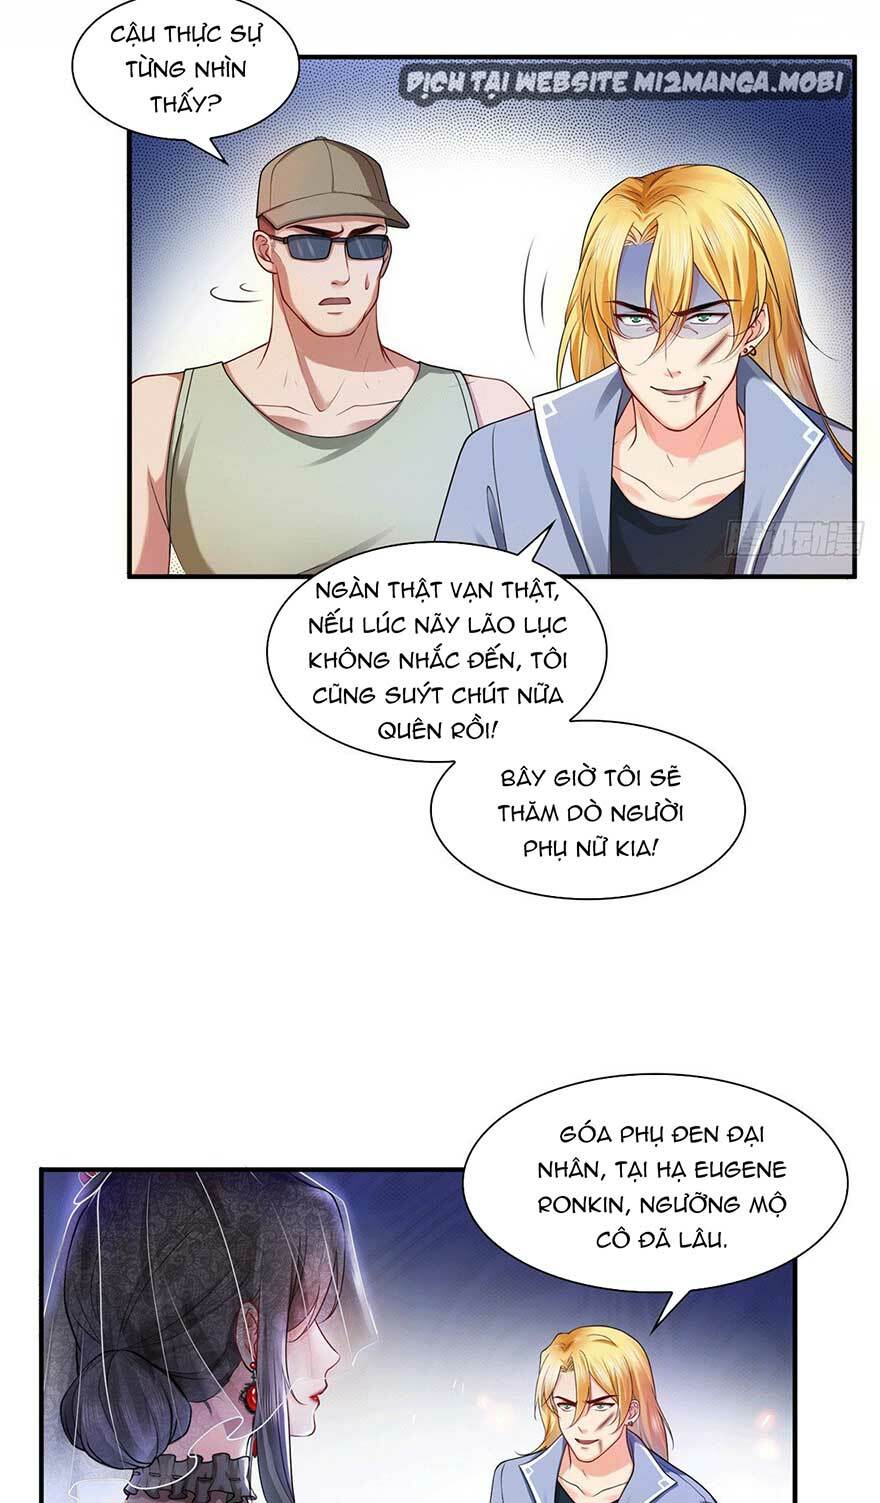 CẬU THỰC SỰ
TỪNG NHÌN
THẤY?
DỊCH TẠI WEBSITE MI2MANGA.MOBI
NGÀN THẬT VẠN THẬT,
NẾU LÚC NÃY LÃO LỤC
KHÔNG NHẮC ĐẾN, TÔI
CŨNG SUÝT CHÚT NỮA
QUÊN RỒI!
BÂY GIỜ TÔI SẼ
THĂM DÒ NGƯỜI
PHỤ NỮ KIA!
GÓA PHỤ ĐEN ĐẠI
NHÂN, TẠI HẠ EUGENE
RONKIN, NGƯỠNG MỘ
CÔ ĐÃ LÂU.